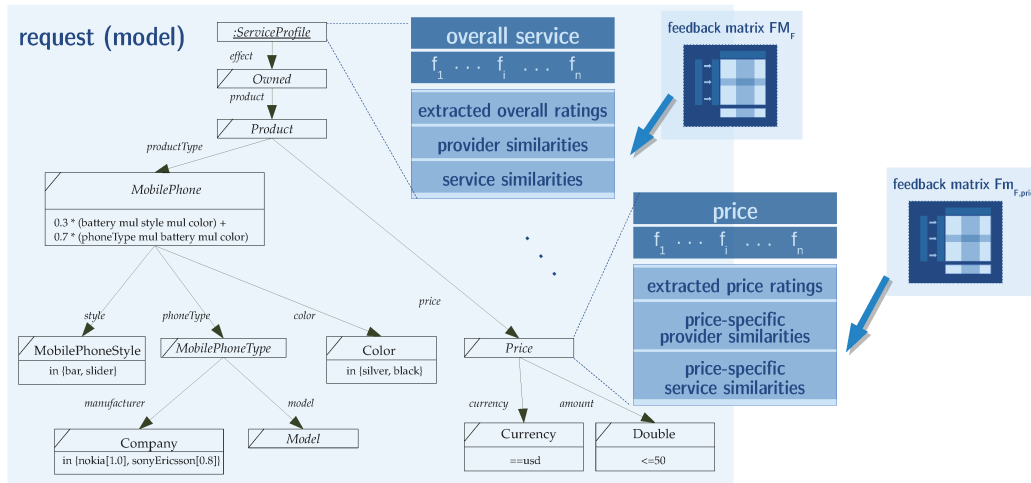 request (model)
:ServiceProfile
effect
Owned
product
Product
productType
MobilePhone
0.3 * (battery mul style mul color) +
0.7 * (phoneType mul battery mul color)
style
phoneType
color
price
MobilePhoneStyle
in {bar, slider}
MobilePhoneType
Color
in {silver, black}
Price
manufacturer
model
currency
amount
Company
in {nokia[1.0], sonyEricsson[0.8]}
Model
Currency
==usd
Double
<=50
overall service
f1 . . . fi . . . fn
extracted overall ratings
provider similarities
service similarities
feedback matrix FMF
price
f1 . . . fi . . . fn
extracted price ratings
price-specific
provider similarities
price-specific
service similarities
feedback matrix FmF,pri